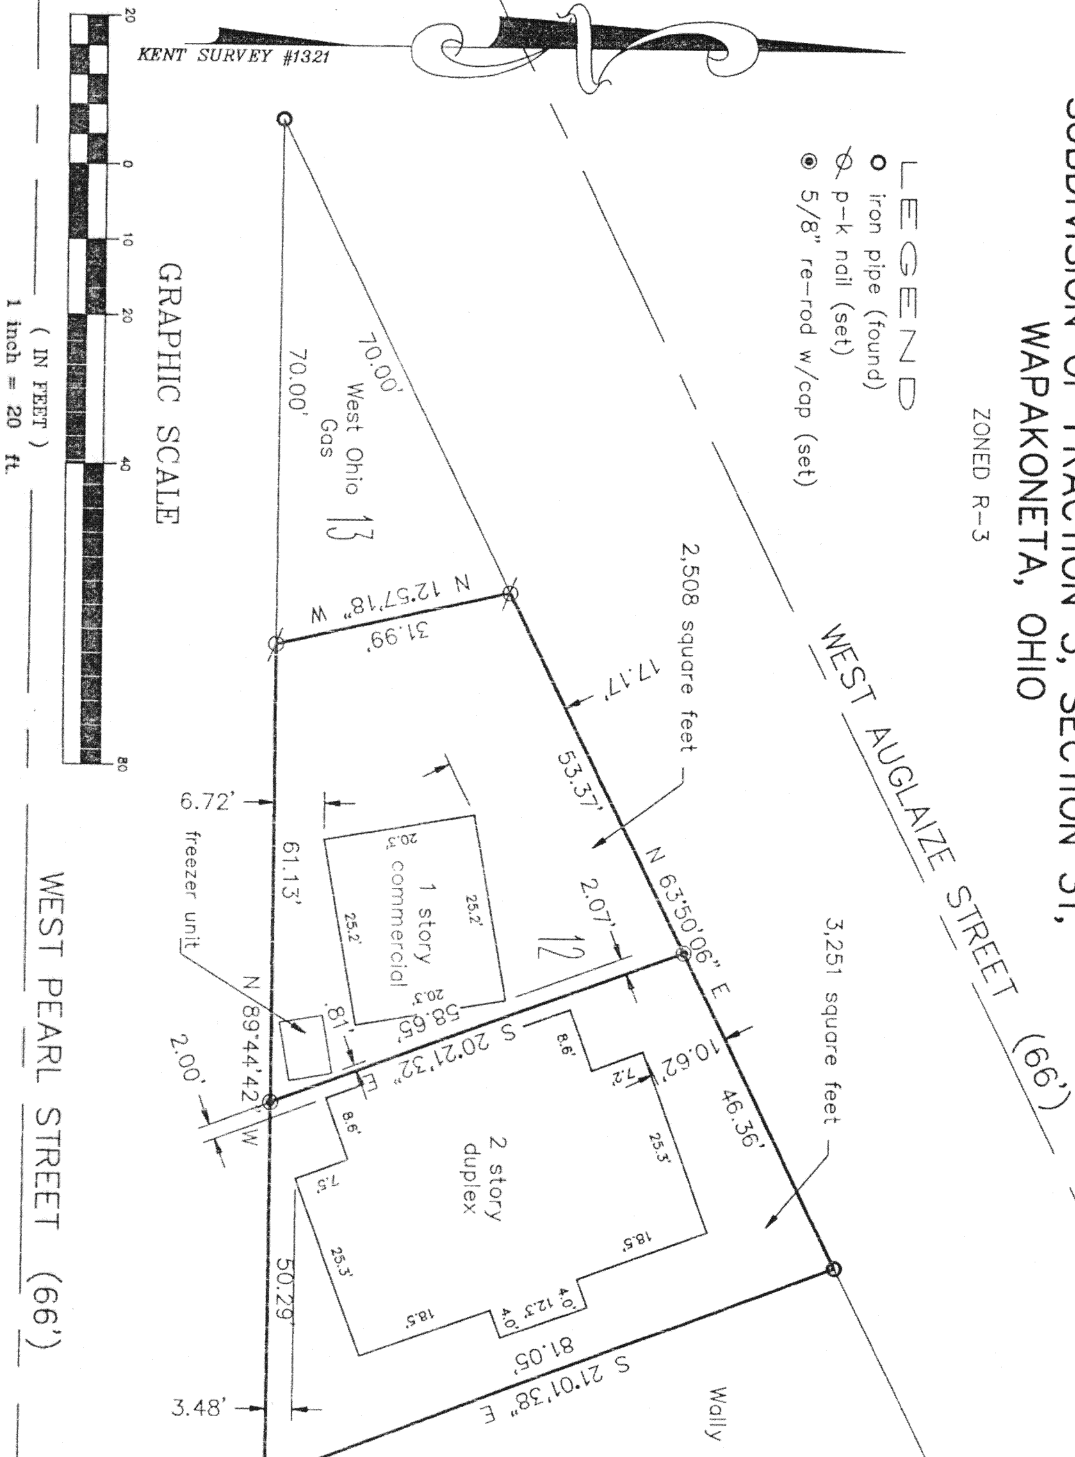 SUBDIVISION OF FRACTION 3, SECTION 31,
WAPAKONETA, OHIO
ZONED R-3
LEGEND
iron pipe (found)
p-k nail (set)
5/8" re-rod w/cap (set)
KENT SURVEY #1321
WEST AUGLAIZE STREET (66')
2,508 square feet
3,251 square feet
70.00'
70.00'
West Ohio
Gas
13
N 12°57'18" W
31.99'
17.17'
53.37'
N 63°50'06" E
10.62'
46.36'
2.07'
12
6.72'
61.13'
freezer unit
1 story
commercial
20.3'
25.2'
25.2'
20.3'
58.65'
S 20°21'32" E
.81'
N 89°44'42" W
2.00'
8.6'
7.2'
25.3'
18.5'
4.0'
12.3'
4.0'
18.5'
25.3'
7.5'
8.6'
2 story
duplex
50.29'
3.48'
81.05'
S 21°01'38" E
Wally
GRAPHIC SCALE
20 0 10 20 40 80
( IN FEET )
1 inch = 20 ft.
WEST PEARL STREET (66')